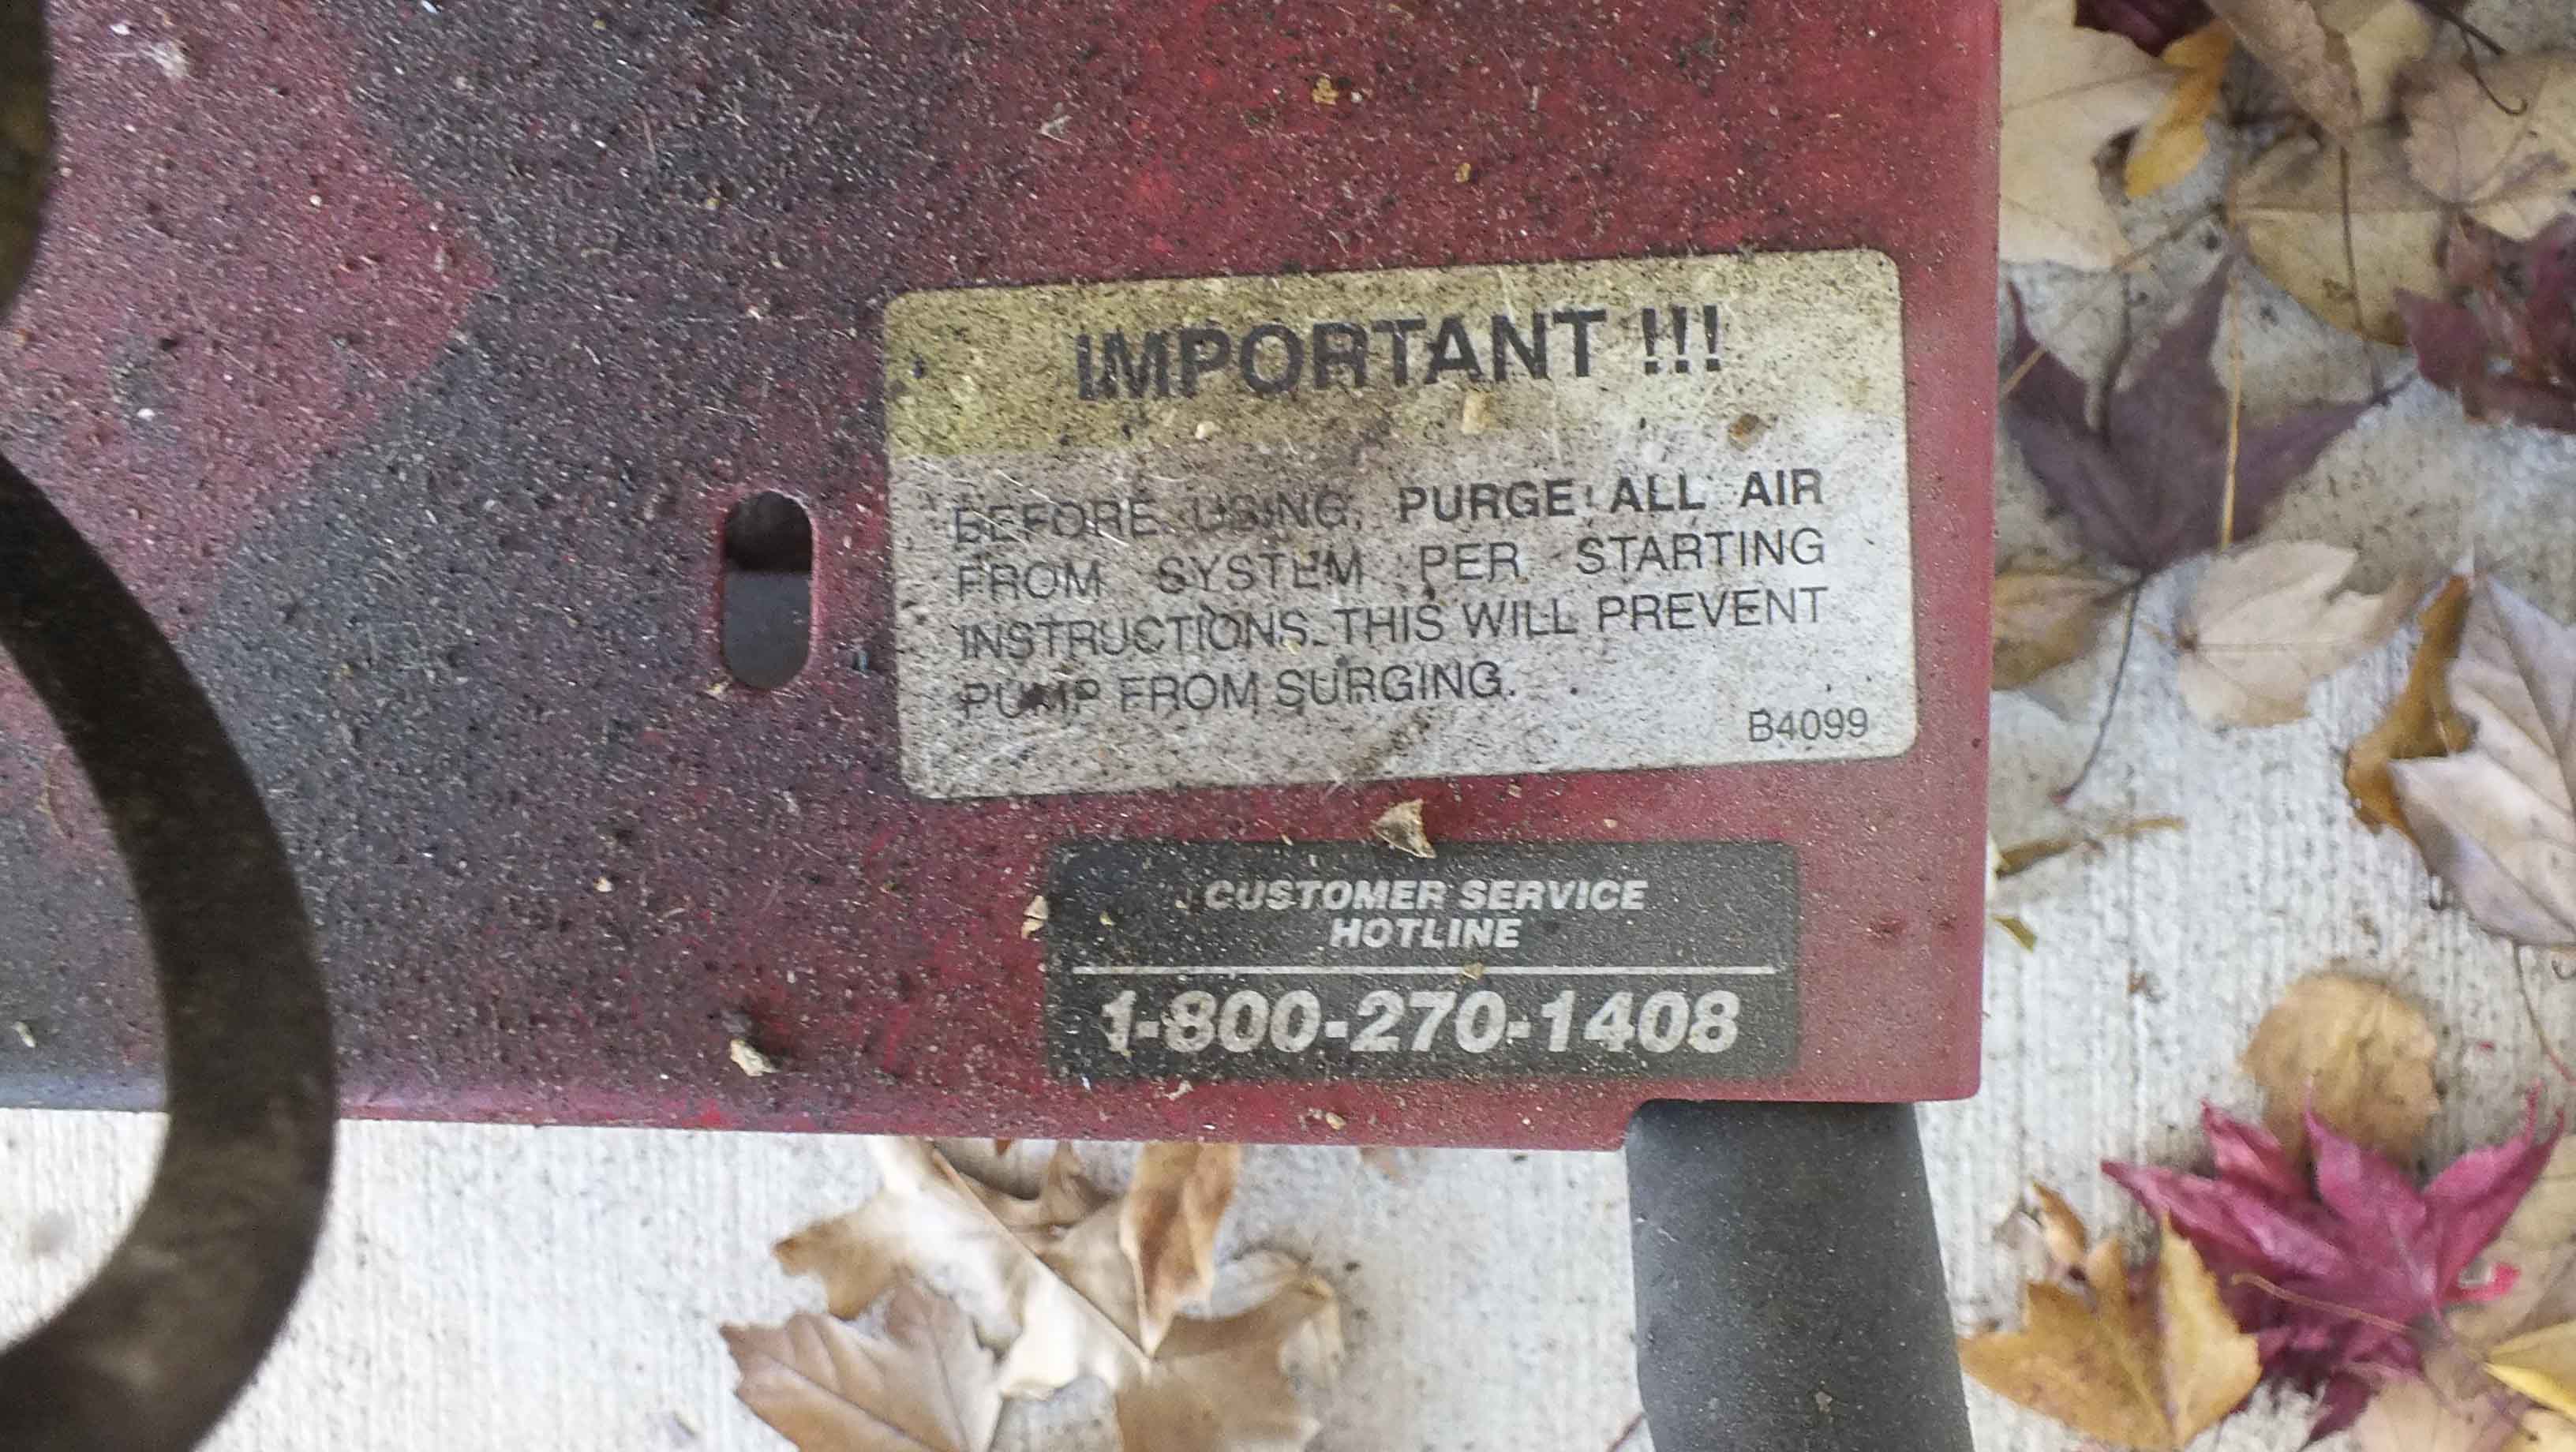 IMPORTANT !!!
BEFORE USING, PURGE ALL AIR
FROM SYSTEM PER STARTING
INSTRUCTIONS. THIS WILL PREVENT
PUMP FROM SURGING.
B4099
CUSTOMER SERVICE
HOTLINE
1-800-270-1408